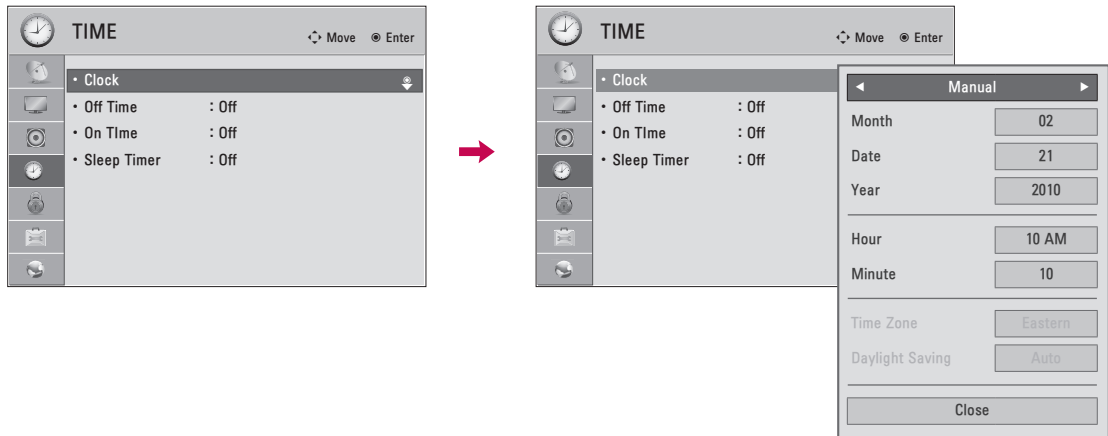 TIME
Move Enter
• Clock
• Off Time : Off
• On TIme : Off
• Sleep Timer : Off
TIME
Move Enter
• Clock
• Off Time : Off
• On TIme : Off
• Sleep Timer : Off
◄ Manual ►
Month 02
Date 21
Year 2010
Hour 10 AM
Minute 10
Time Zone Eastern
Daylight Saving Auto
Close